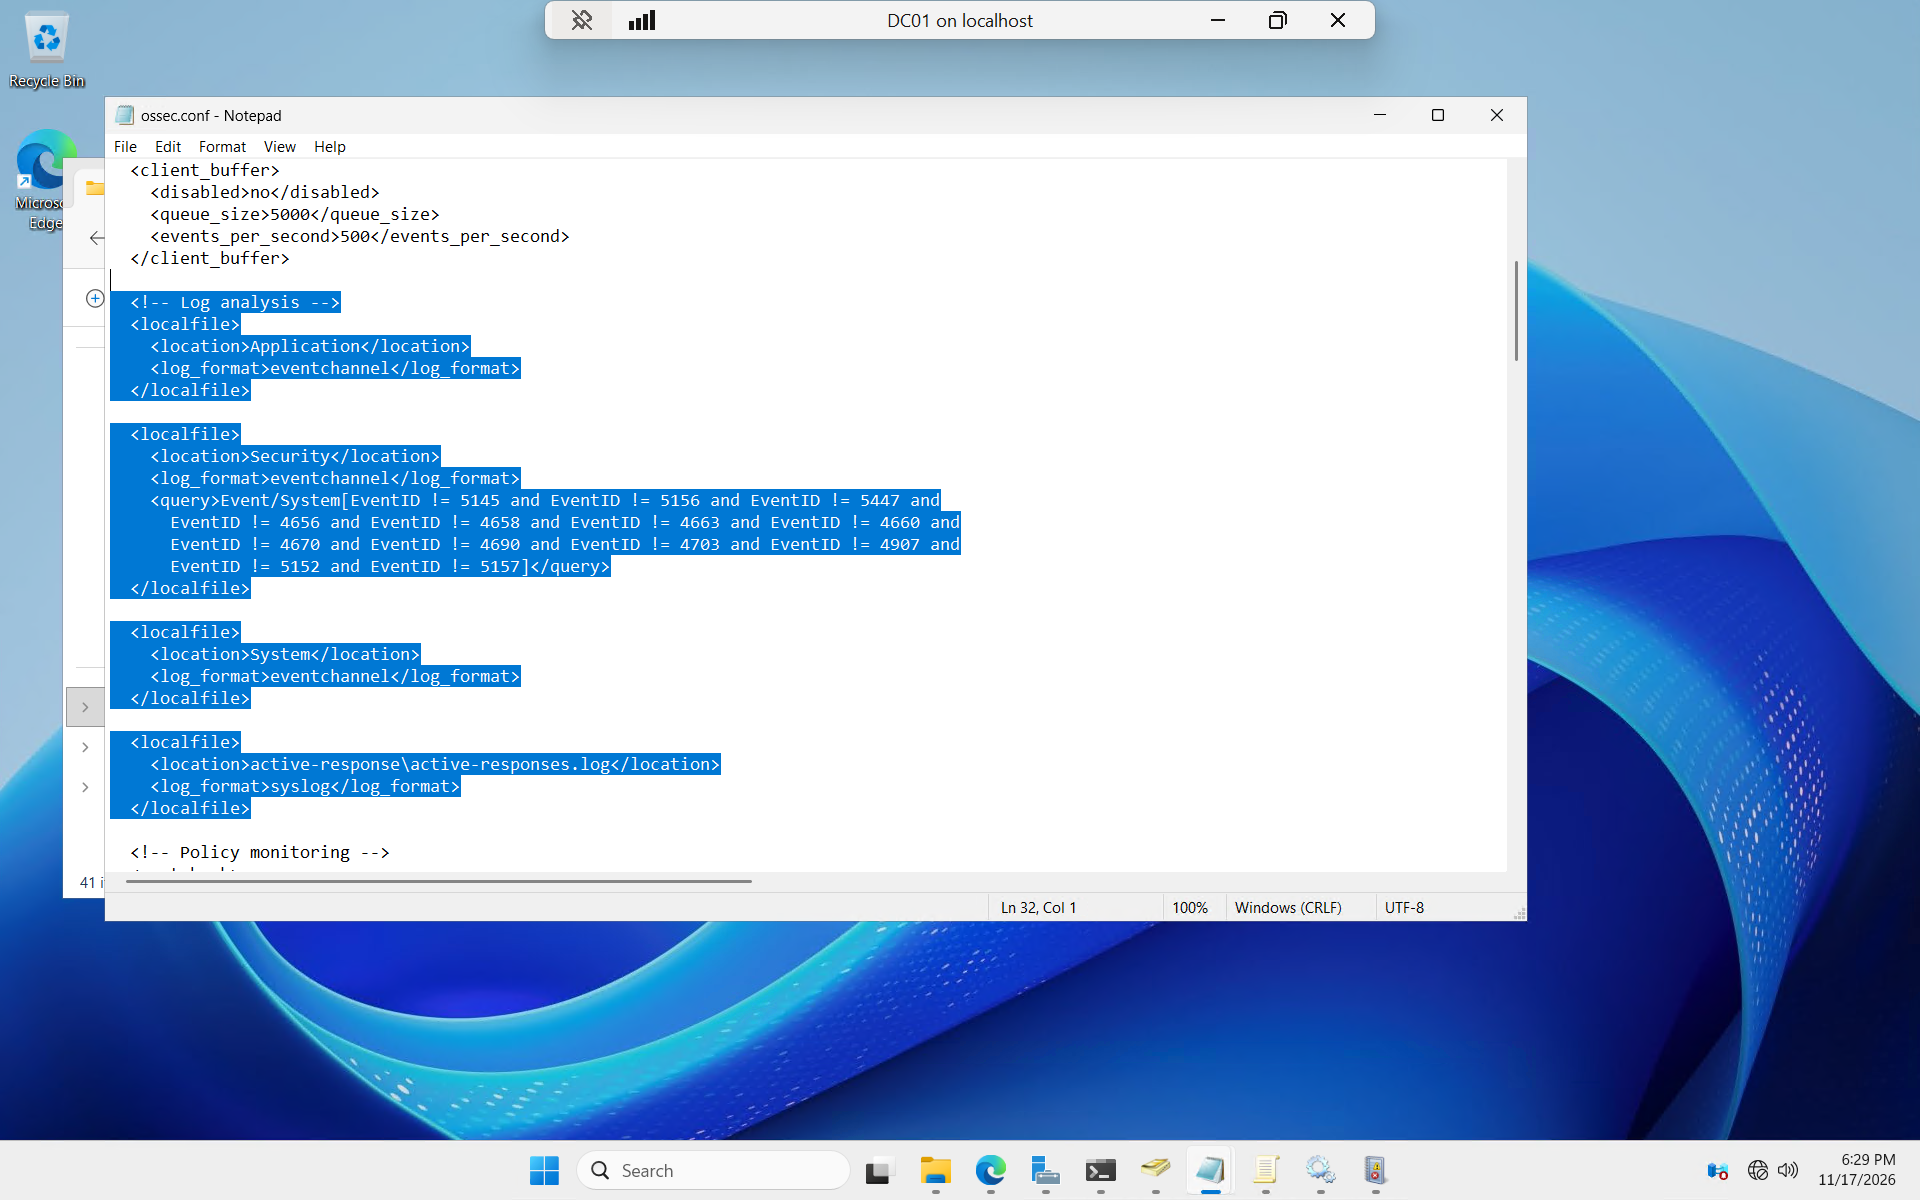 DC01 on localhost
Recycle Bin
Edge
ossec.conf - Notepad
File Edit Format View Help
<client_buffer>
<disabled>no</disabled>
<queue_size>5000</queue_size>
<events_per_second>500</events_per_second>
</client_buffer>
<!-- Log analysis -->
<localfile>
<location>Application</location>
<log_format>eventchannel</log_format>
</localfile>
<localfile>
<location>Security</location>
<log_format>eventchannel</log_format>
<query>Event/System[EventID != 5145 and EventID != 5156 and EventID != 5447 and
EventID != 4656 and EventID != 4658 and EventID != 4663 and EventID != 4660 and
EventID != 4670 and EventID != 4690 and EventID != 4703 and EventID != 4907 and
EventID != 5152 and EventID != 5157]</query>
</localfile>
<localfile>
<location>System</location>
<log_format>eventchannel</log_format>
</localfile>
<localfile>
<location>active-response\active-responses.log</location>
<log_format>syslog</log_format>
</localfile>
<!-- Policy monitoring -->
41
Ln 32, Col 1 100% Windows (CRLF) UTF-8
Search
6:29 PM
11/17/2026